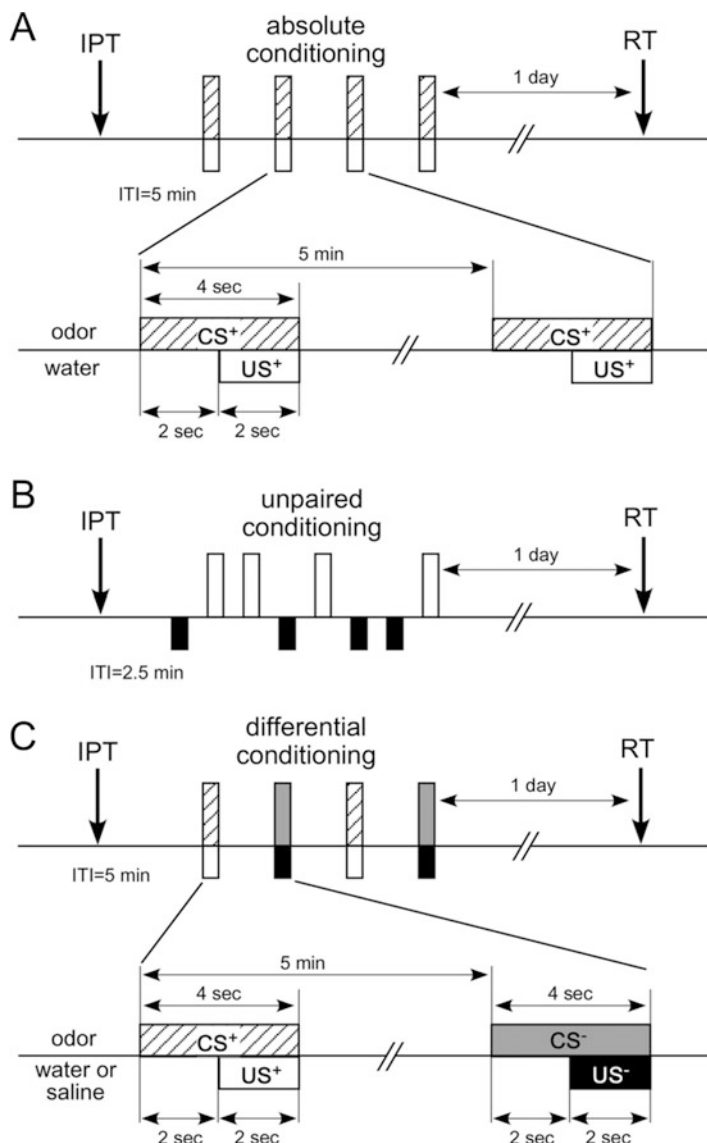 A
IPT
absolute
conditioning
RT
1 day
ITI=5 min
5 min
4 sec
odor
CS+
CS+
water
US+
US+
2 sec
2 sec
B
IPT
unpaired
conditioning
RT
1 day
ITI=2.5 min
C
IPT
differential
conditioning
RT
1 day
ITI=5 min
5 min
4 sec
4 sec
odor
CS+
CS-
water or
saline
US+
US-
2 sec
2 sec
2 sec
2 sec